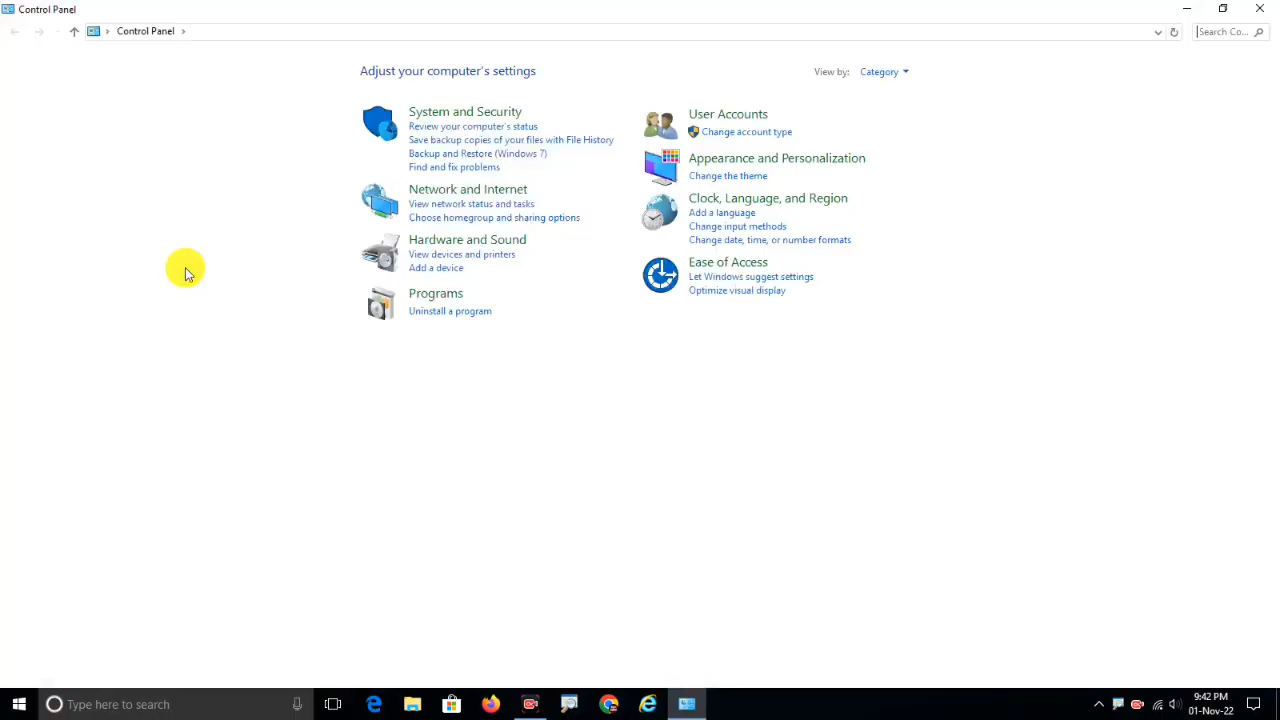 Control Panel
Control Panel
Search Co...
Adjust your computer's settings
View by: Category
System and Security
Review your computer's status
Save backup copies of your files with File History
Backup and Restore (Windows 7)
Find and fix problems
Network and Internet
View network status and tasks
Choose homegroup and sharing options
Hardware and Sound
View devices and printers
Add a device
Programs
Uninstall a program
User Accounts
Change account type
Appearance and Personalization
Change the theme
Clock, Language, and Region
Add a language
Change input methods
Change date, time, or number formats
Ease of Access
Let Windows suggest settings
Optimize visual display
Type here to search
9:42 PM
01-Nov-22